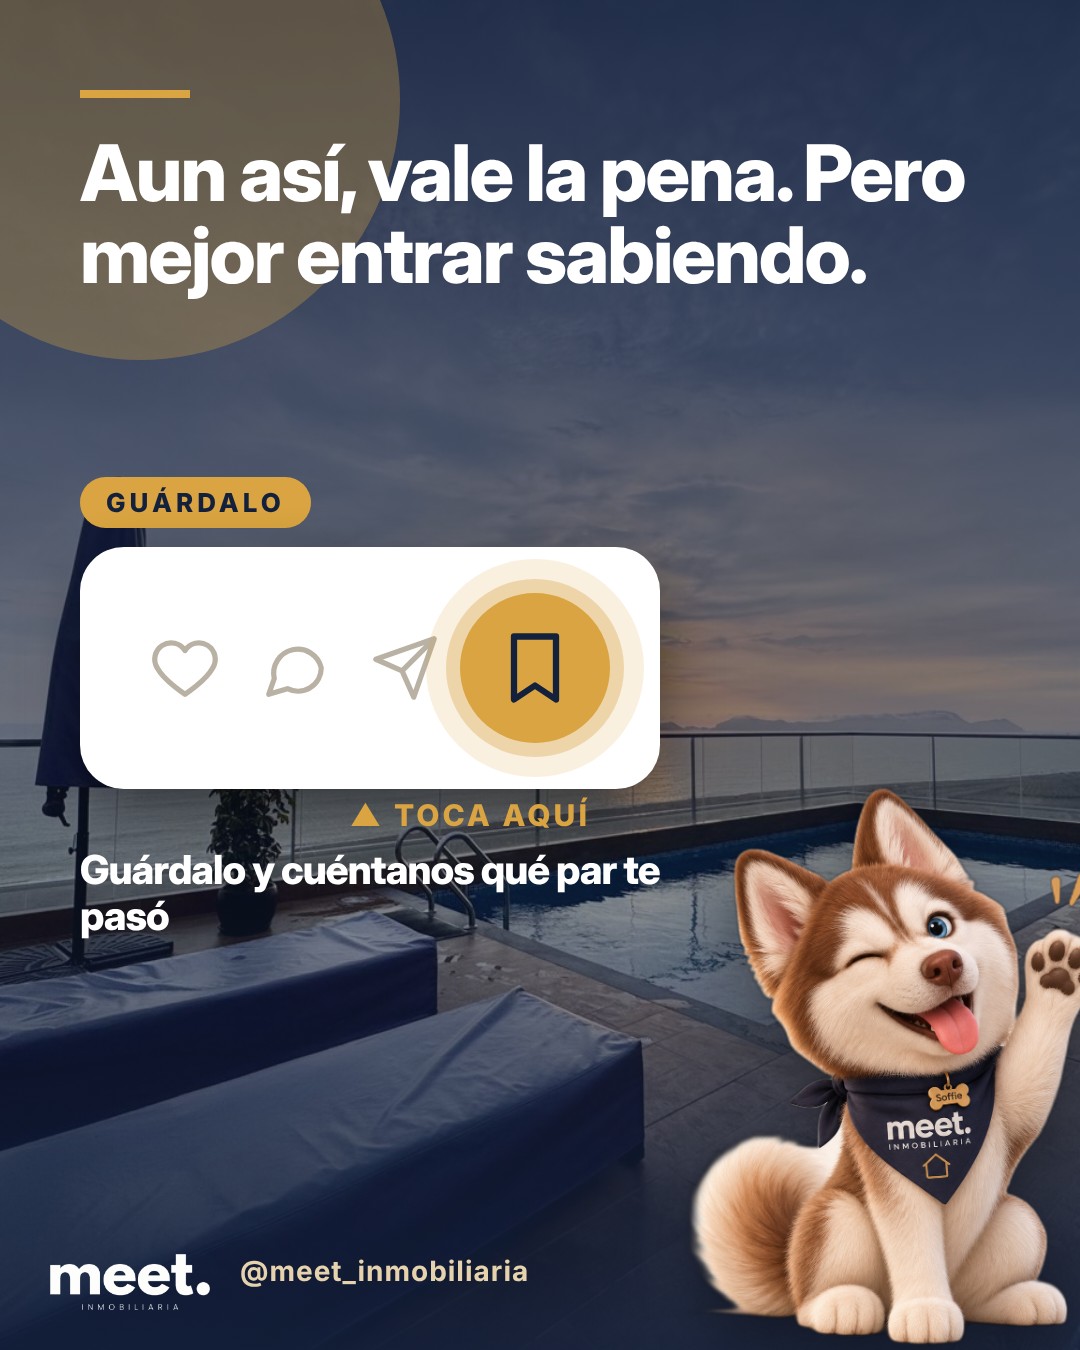 Aun así, vale la pena. Pero
mejor entrar sabiendo.
GUÁRDALO
▲ TOCA AQUÍ
Guárdalo y cuéntanos qué par te
pasó
Soffie
meet.
INMOBILIARIA
meet.
INMOBILIARIA
@meet_inmobiliaria